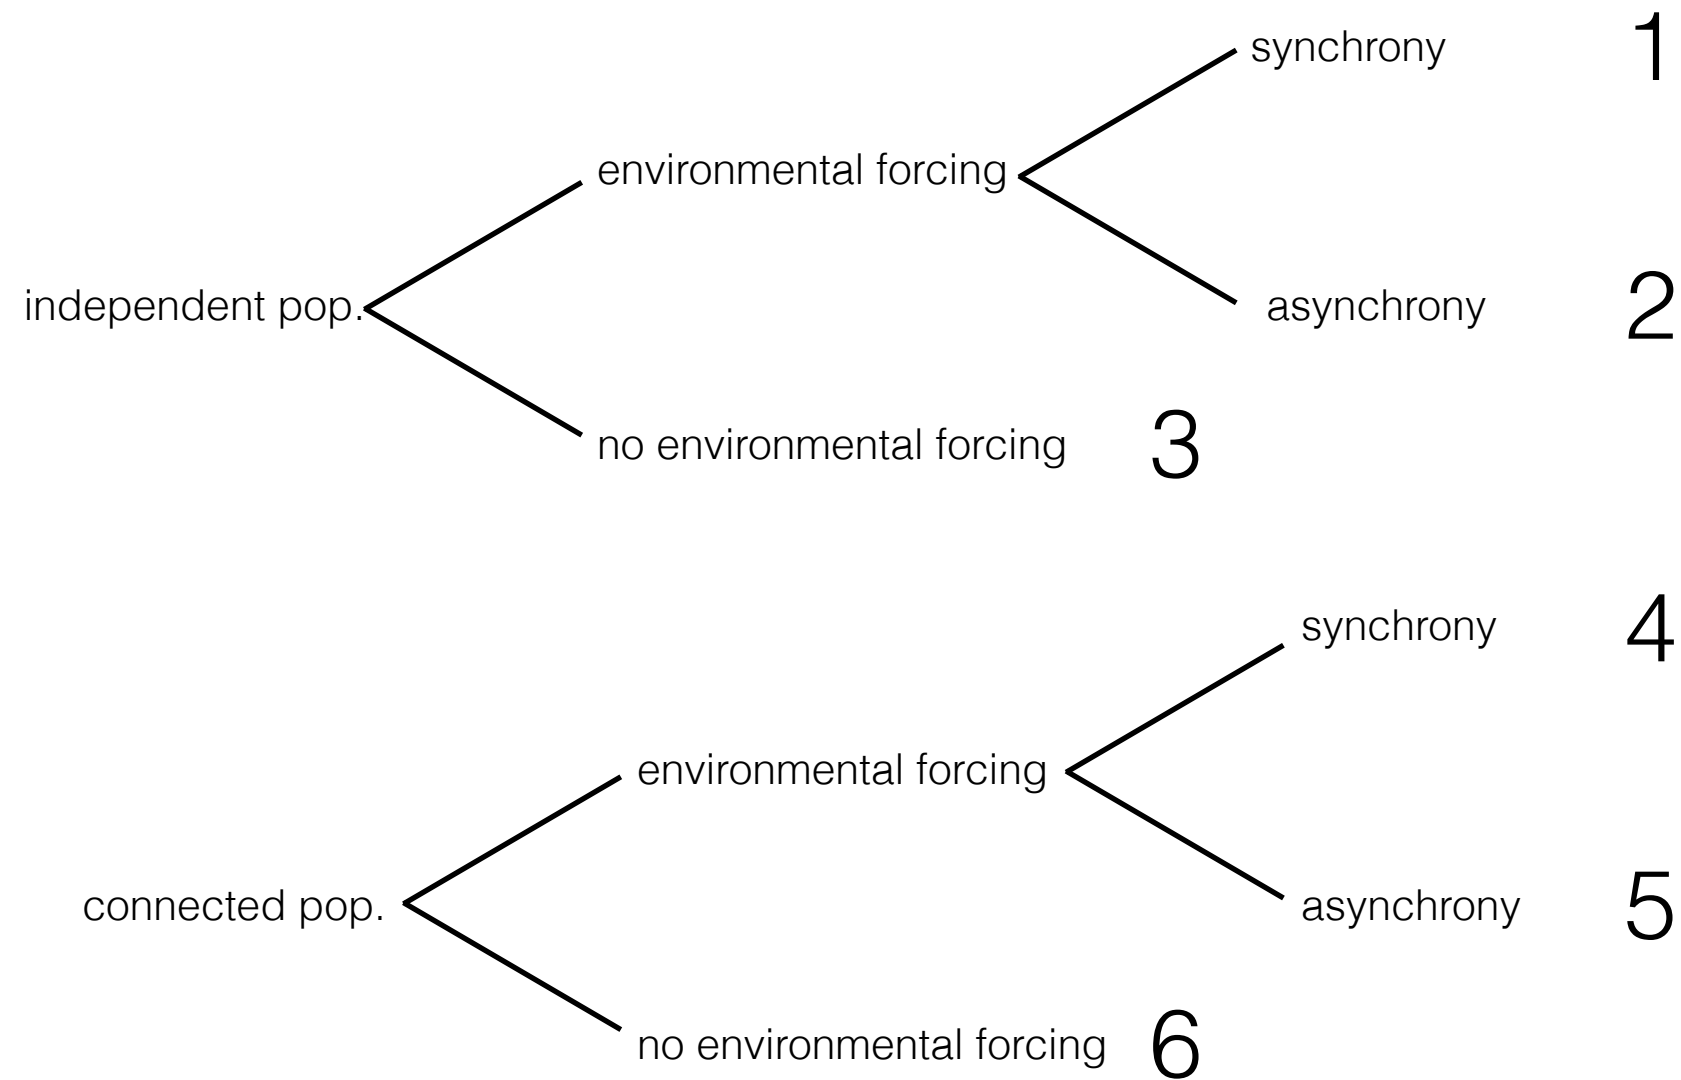 synchrony 1
environmental forcing
independent pop.
asynchrony 2
no environmental forcing 3
synchrony 4
environmental forcing
connected pop.
asynchrony 5
no environmental forcing 6